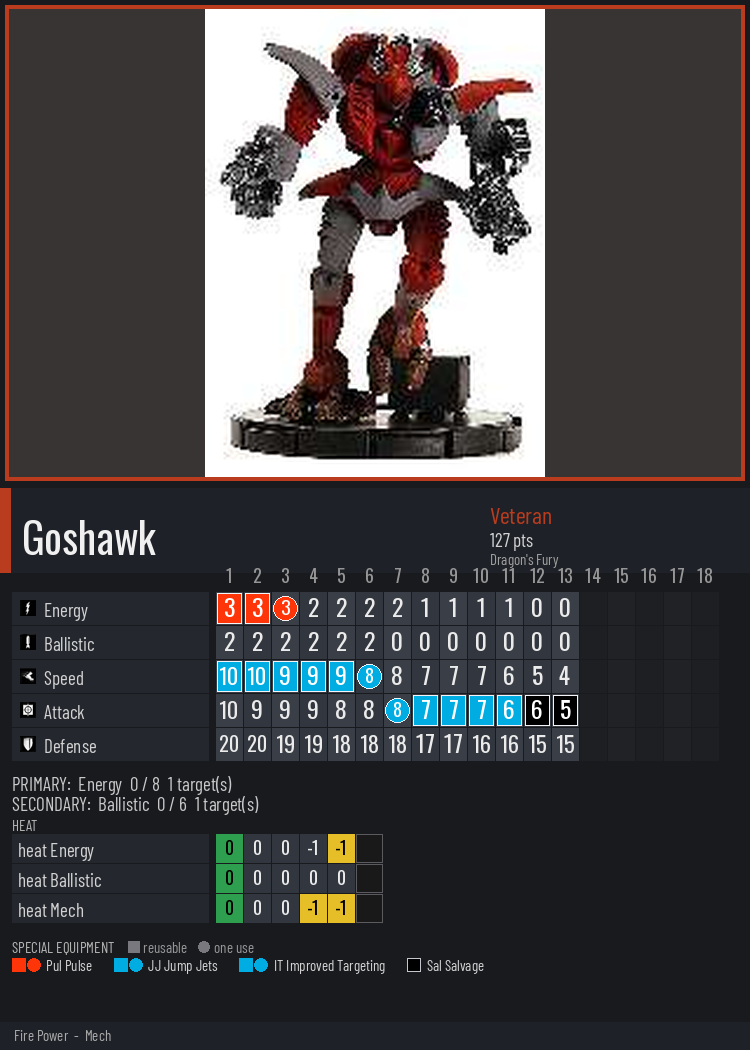 Goshawk
Veteran
127 pts
Dragon's Fury
1 2 3 4 5 6 7 8 9 10 11 12 13 14 15 16 17 18
Energy 3 3 3 2 2 2 2 1 1 1 1 0 0
Ballistic 2 2 2 2 2 2 0 0 0 0 0 0 0
Speed 10 10 9 9 9 8 8 7 7 7 6 5 4
Attack 10 9 9 9 8 8 8 7 7 7 6 6 5
Defense 20 20 19 19 18 18 18 17 17 16 16 15 15
PRIMARY: Energy 0 / 8 1 target(s)
SECONDARY: Ballistic 0 / 6 1 target(s)
HEAT
heat Energy 0 0 0 -1 -1
heat Ballistic 0 0 0 0 0
heat Mech 0 0 0 -1 -1
SPECIAL EQUIPMENT reusable one use
Pul Pulse JJ Jump Jets IT Improved Targeting Sal Salvage
Fire Power - Mech